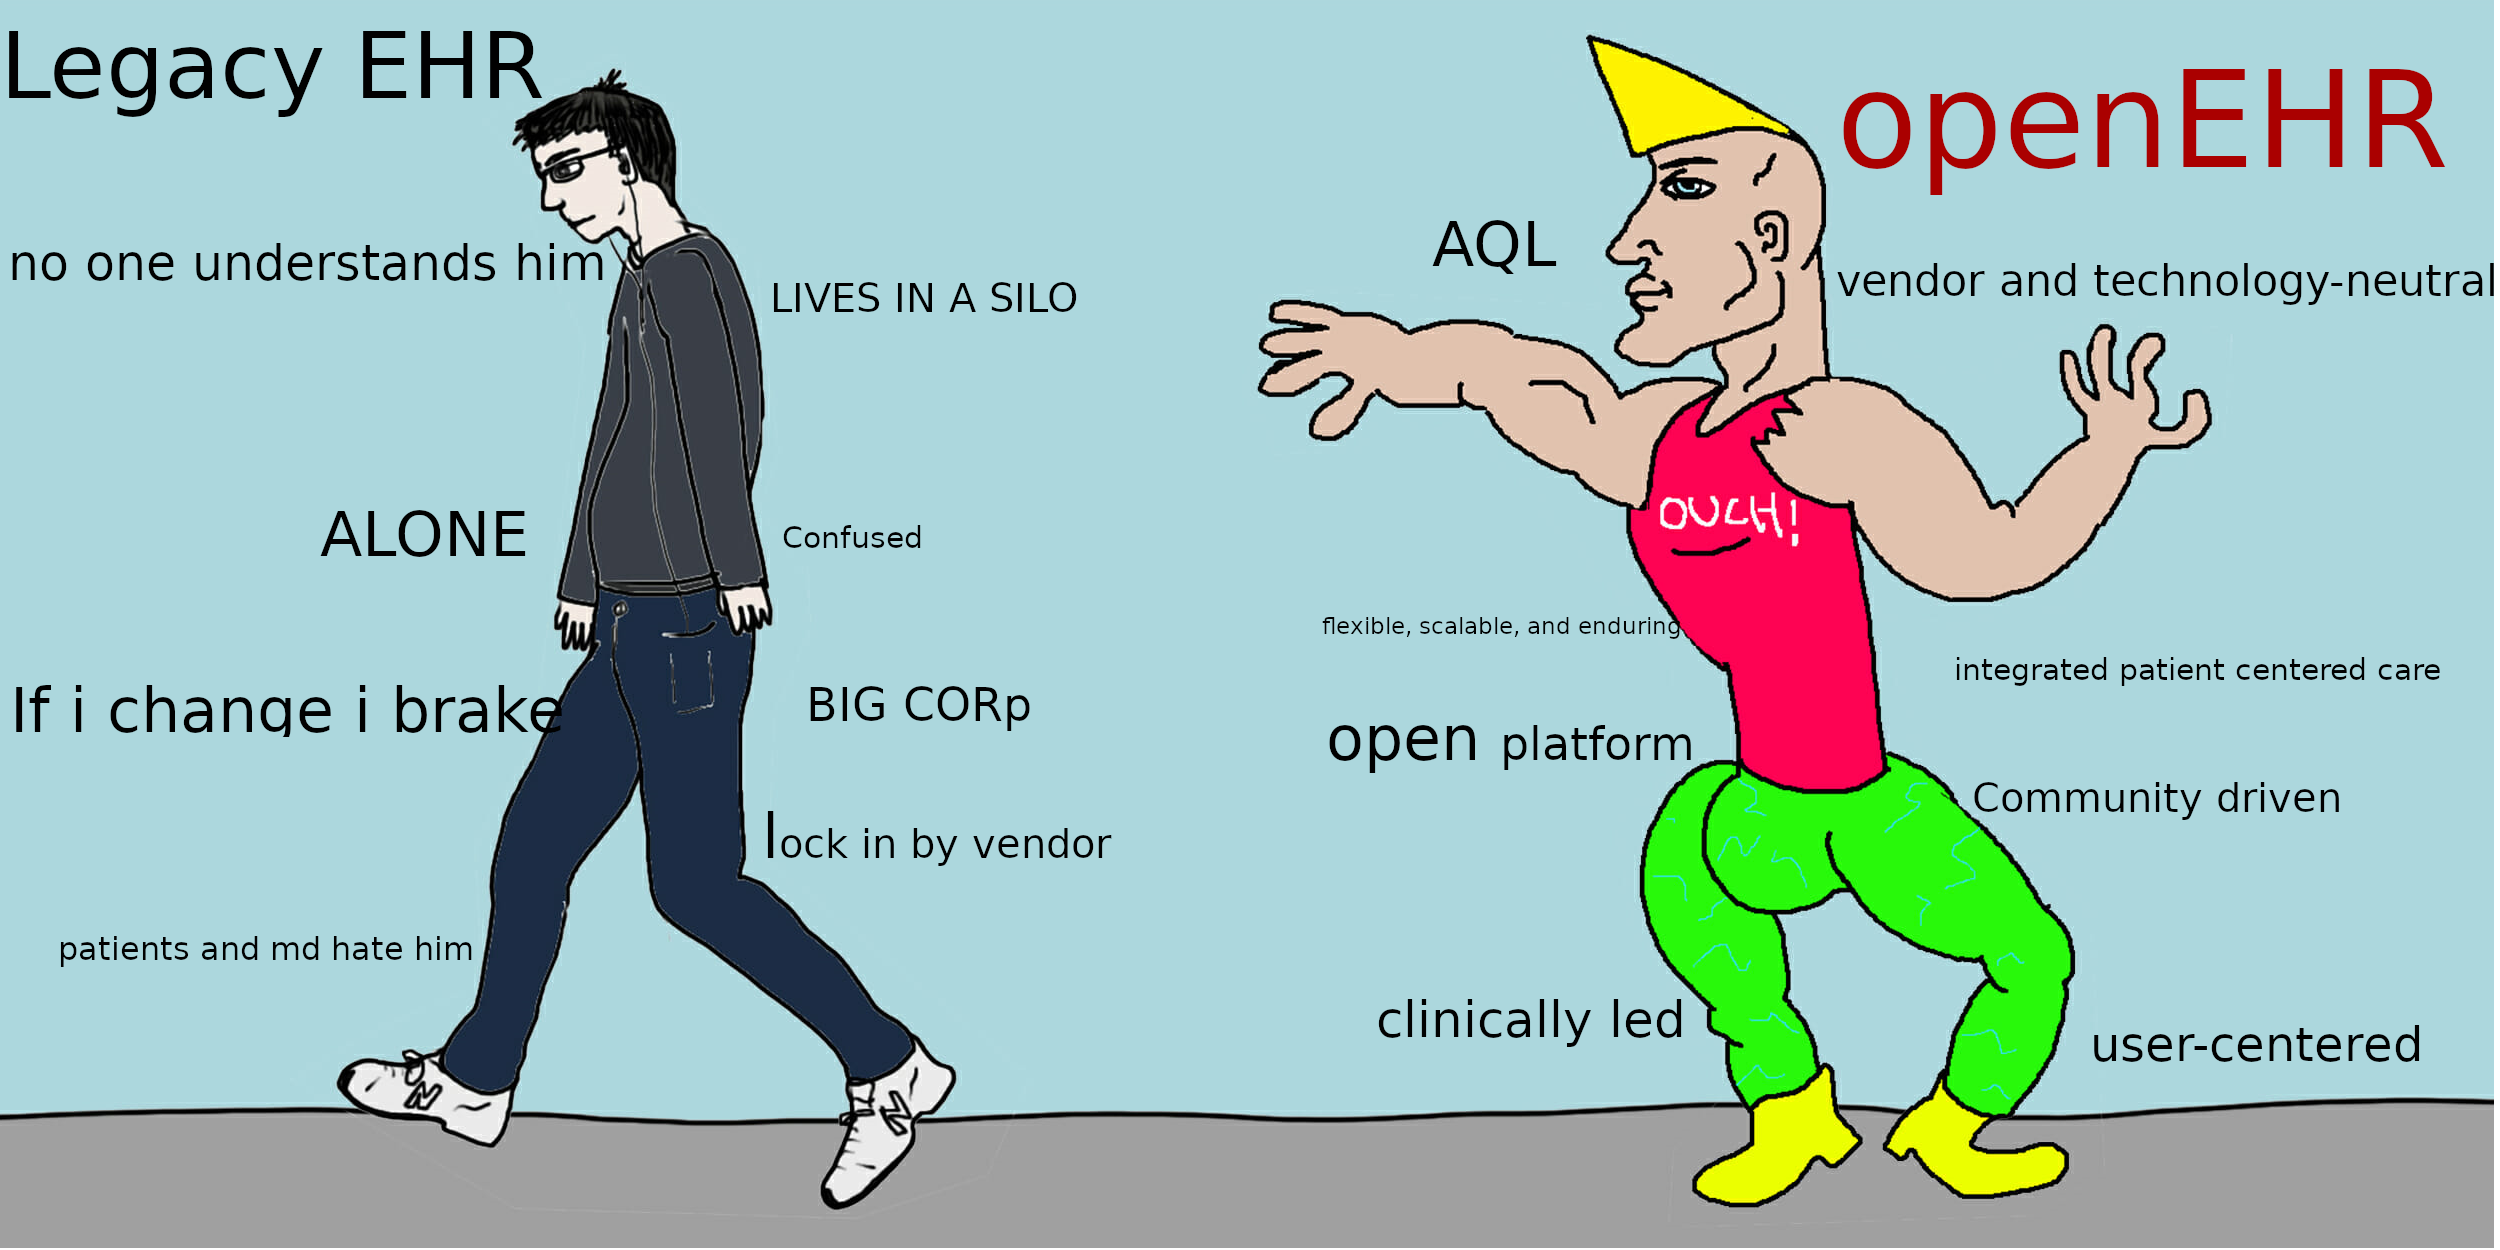 Legacy EHR
no one understands him
LIVES IN A SILO
ALONE
Confused
If i change i brake
BIG CORp
lock in by vendor
patients and md hate him
N
N
openEHR
AQL
vendor and technology-neutral
OUCH!
flexible, scalable, and enduring
integrated patient centered care
open platform
Community driven
clinically led
user-centered